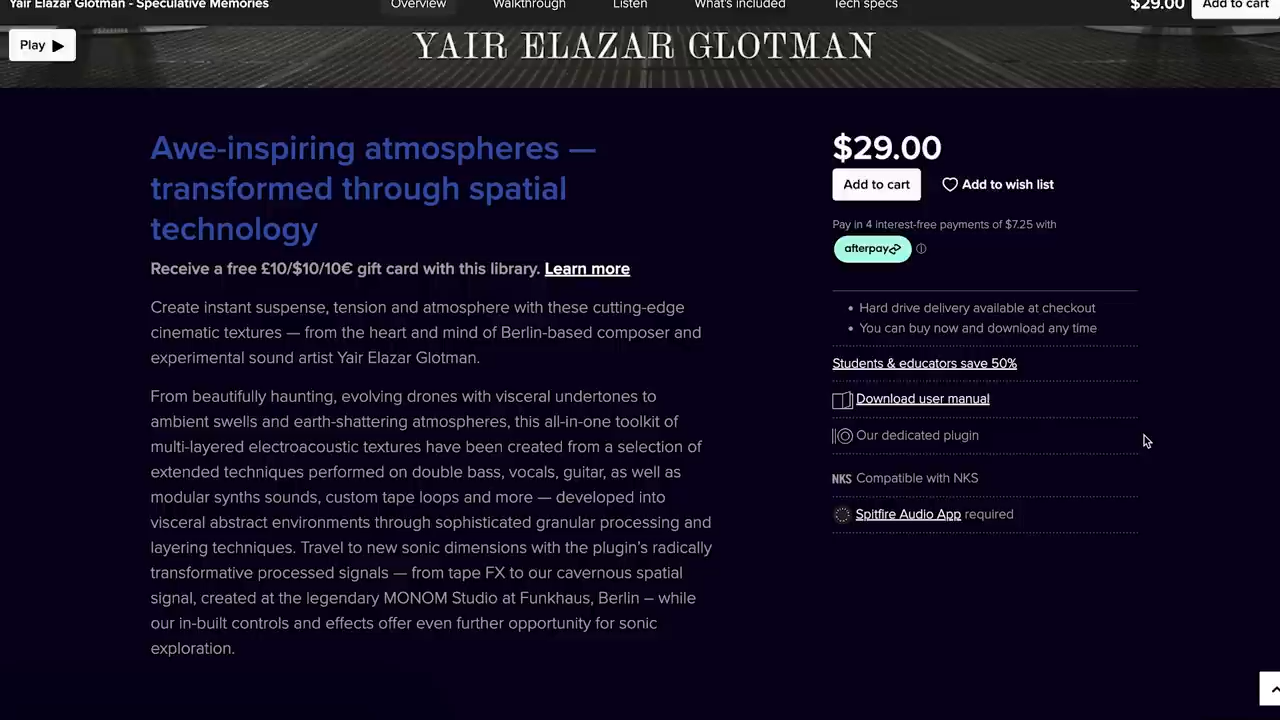 Yair Elazar Glotman - Speculative Memories
Overview
Walkthrough
Listen
What's included
Tech specs
$29.00
Add to cart
Play
YAIR ELAZAR GLOTMAN
Awe-inspiring atmospheres —
transformed through spatial
technology
Receive a free £10/$10/10€ gift card with this library. Learn more
Create instant suspense, tension and atmosphere with these cutting-edge
cinematic textures — from the heart and mind of Berlin-based composer and
experimental sound artist Yair Elazar Glotman.
From beautifully haunting, evolving drones with visceral undertones to
ambient swells and earth-shattering atmospheres, this all-in-one toolkit of
multi-layered electroacoustic textures have been created from a selection of
extended techniques performed on double bass, vocals, guitar, as well as
modular synths sounds, custom tape loops and more — developed into
visceral abstract environments through sophisticated granular processing and
layering techniques. Travel to new sonic dimensions with the plugin's radically
transformative processed signals — from tape FX to our cavernous spatial
signal, created at the legendary MONOM Studio at Funkhaus, Berlin – while
our in-built controls and effects offer even further opportunity for sonic
exploration.
$29.00
Add to cart
Add to wish list
Pay in 4 interest-free payments of $7.25 with
afterpay
Hard drive delivery available at checkout
You can buy now and download any time
Students & educators save 50%
Download user manual
Our dedicated plugin
NKS Compatible with NKS
Spitfire Audio App required